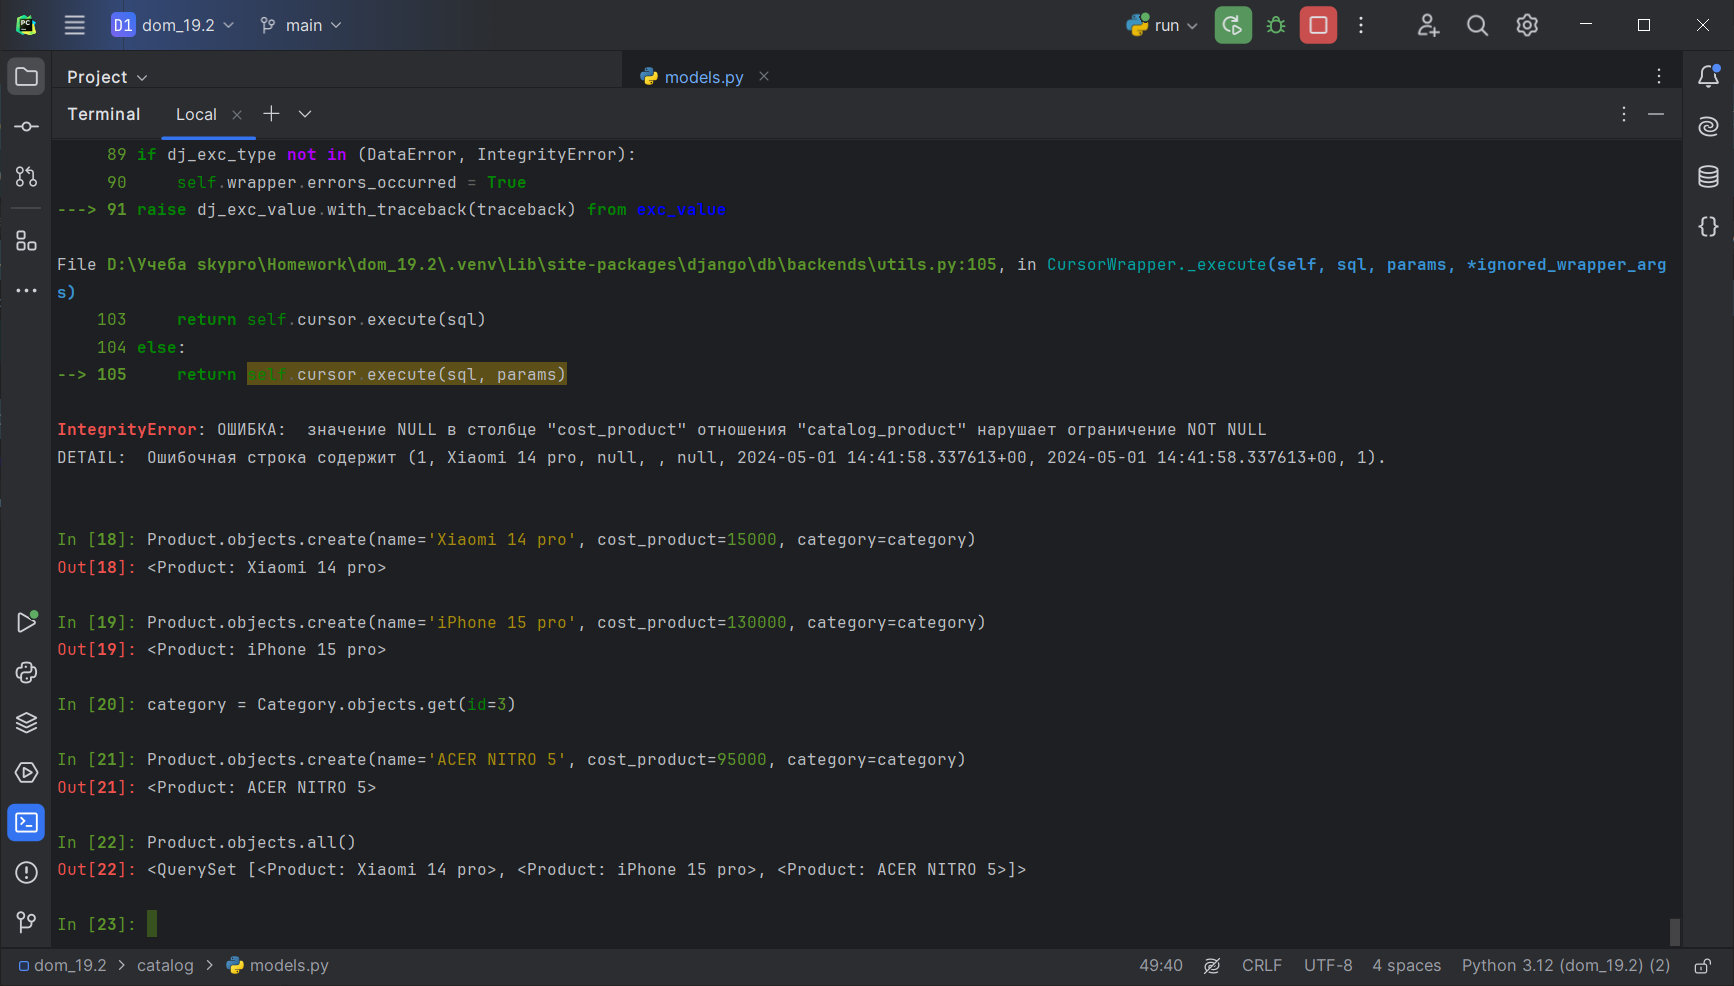 D1 dom_19.2 main run
Project models.py
Terminal Local
89 if dj_exc_type not in (DataError, IntegrityError):
90 self.wrapper.errors_occurred = True
---> 91 raise dj_exc_value.with_traceback(traceback) from exc_value
File D:\Учеба skypro\Homework\dom_19.2\.venv\Lib\site-packages\django\db\backends\utils.py:105, in CursorWrapper._execute(self, sql, params, *ignored_wrapper_arg
s)
103 return self.cursor.execute(sql)
104 else:
--> 105 return self.cursor.execute(sql, params)
IntegrityError: ОШИБКА:  значение NULL в столбце "cost_product" отношения "catalog_product" нарушает ограничение NOT NULL
DETAIL:  Ошибочная строка содержит (1, Xiaomi 14 pro, null, , null, 2024-05-01 14:41:58.337613+00, 2024-05-01 14:41:58.337613+00, 1).
In [18]: Product.objects.create(name='Xiaomi 14 pro', cost_product=15000, category=category)
Out[18]: <Product: Xiaomi 14 pro>
In [19]: Product.objects.create(name='iPhone 15 pro', cost_product=130000, category=category)
Out[19]: <Product: iPhone 15 pro>
In [20]: category = Category.objects.get(id=3)
In [21]: Product.objects.create(name='ACER NITRO 5', cost_product=95000, category=category)
Out[21]: <Product: ACER NITRO 5>
In [22]: Product.objects.all()
Out[22]: <QuerySet [<Product: Xiaomi 14 pro>, <Product: iPhone 15 pro>, <Product: ACER NITRO 5>]>
In [23]:
dom_19.2 > catalog > models.py 49:40 CRLF UTF-8 4 spaces Python 3.12 (dom_19.2) (2)